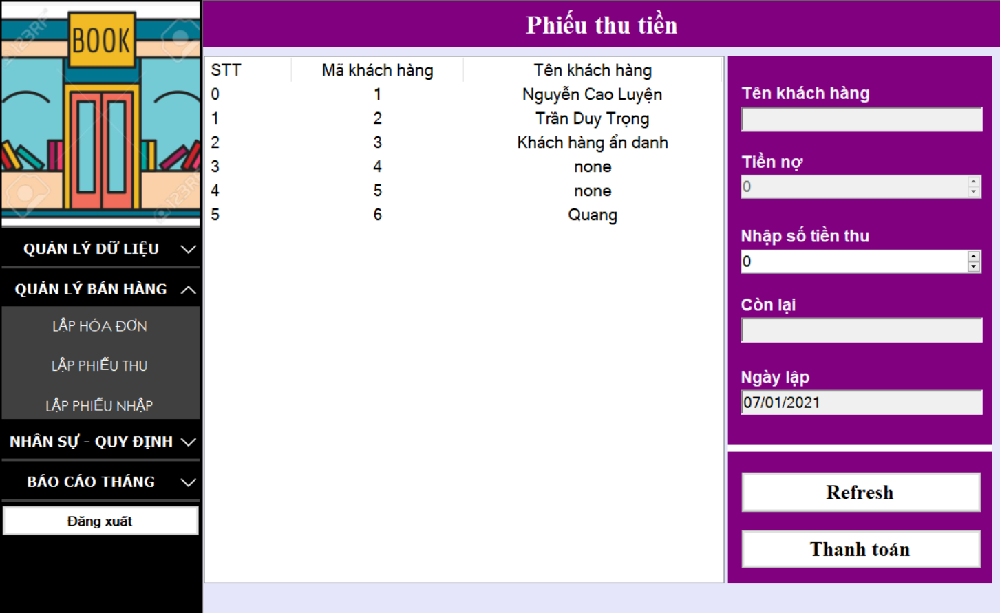 BOOK
123RF
123RF
QUẢN LÝ DỮ LIỆU
QUẢN LÝ BÁN HÀNG
LẬP HÓA ĐƠN
LẬP PHIẾU THU
LẬP PHIẾU NHẬP
NHÂN SỰ - QUY ĐỊNH
BÁO CÁO THÁNG
Đăng xuất
Phiếu thu tiền
STT Mã khách hàng Tên khách hàng
0 1 Nguyễn Cao Luyện
1 2 Trần Duy Trọng
2 3 Khách hàng ẩn danh
3 4 none
4 5 none
5 6 Quang
Tên khách hàng
Tiền nợ
0
Nhập số tiền thu
0
Còn lại
Ngày lập
07/01/2021
Refresh
Thanh toán